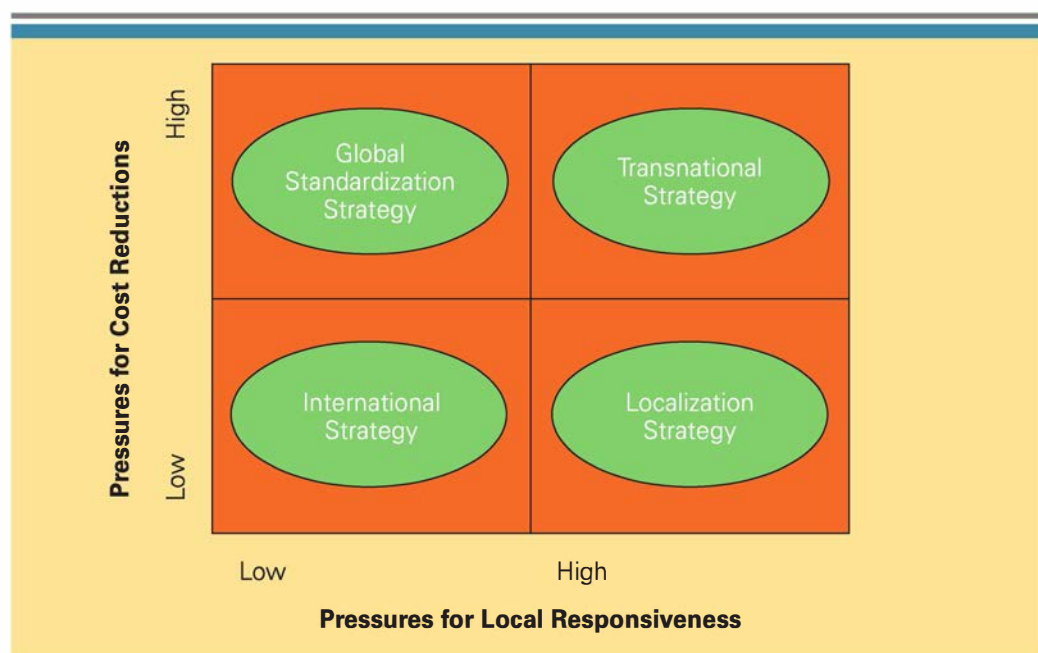 Pressures for Cost Reductions
High
Low
Global
Standardization
Strategy
Transnational
Strategy
International
Strategy
Localization
Strategy
Low
High
Pressures for Local Responsiveness